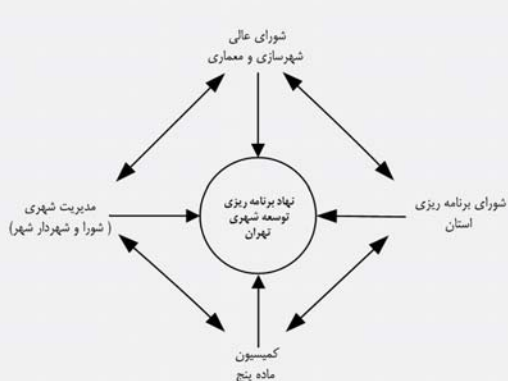 شورای عالی
شهرسازی و معماری
نهاد برنامه ریزی
توسعه شهری
تهران
شورای برنامه ریزی
استان
مدیریت شهری
( شورا و شهردار شهر)
کمیسیون
ماده پنج